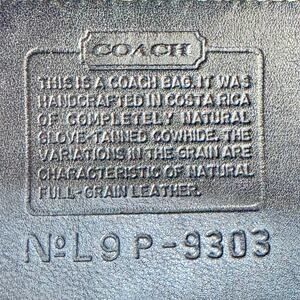 COACH
THIS IS A COACH BAG. IT WAS
HANDCRAFTED IN COSTA RICA
OF COMPLETELY NATURAL
GLOVE-TANNED COWHIDE. THE
VARIATIONS IN THE GRAIN ARE
CHARACTERISTIC OF NATURAL
FULL-GRAIN LEATHER.
No L9P-9303